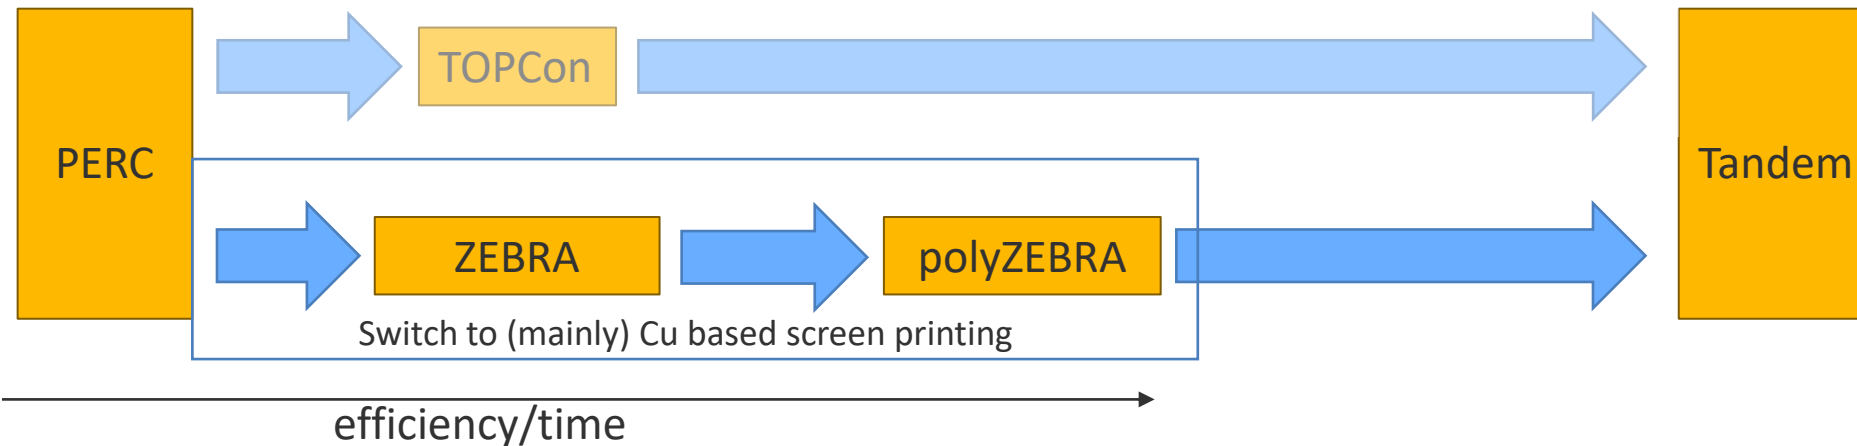 TOPCon
PERC
Tandem
ZEBRA
polyZEBRA
Switch to (mainly) Cu based screen printing
efficiency/time